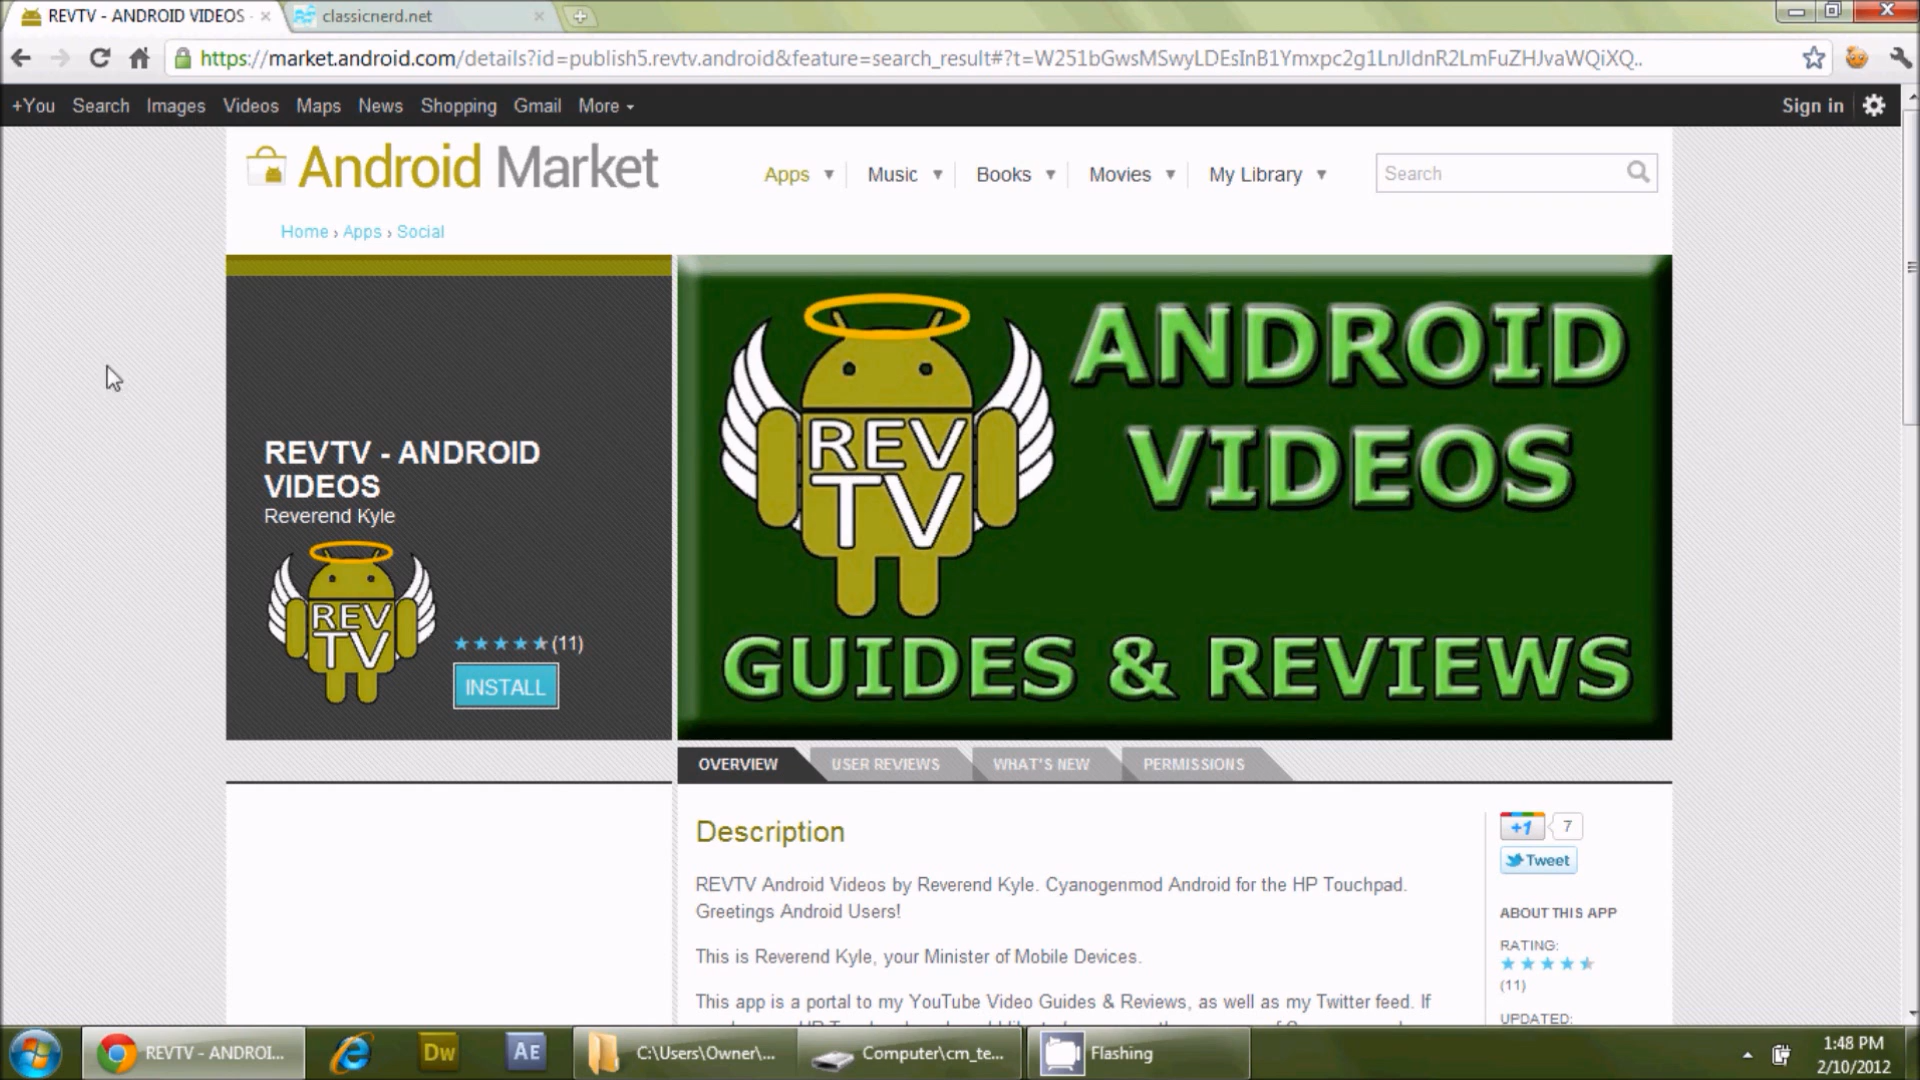 REVTV - ANDROID VIDEOS
classicnerd.net
https://market.android.com/details?id=publish5.revtv.android&feature=search_result#?t=
+You Search Images Videos Maps News Shopping Gmail More
Sign in
Android Market
Apps Music Books Movies My Library
Search
Home › Apps › Social
REVTV - ANDROID
VIDEOS
Reverend Kyle
REV
TV
(11)
INSTALL
ANDROID
VIDEOS
REV
TV
GUIDES & REVIEWS
OVERVIEW USER REVIEWS WHAT'S NEW PERMISSIONS
Description
REVTV Android Videos by Reverend Kyle. Cyanogenmod Android for the HP Touchpad.
Greetings Android Users!
This is Reverend Kyle, your Minister of Mobile Devices.
This app is a portal to my YouTube Video Guides & Reviews, as well as my Twitter feed. If
+1 7
Tweet
ABOUT THIS APP
RATING:
(11)
UPDATED:
REVTV - ANDROI...
Dw
AE
C:\Users\Owner\...
Computer\cm_te...
Flashing
1:48 PM
2/10/2012